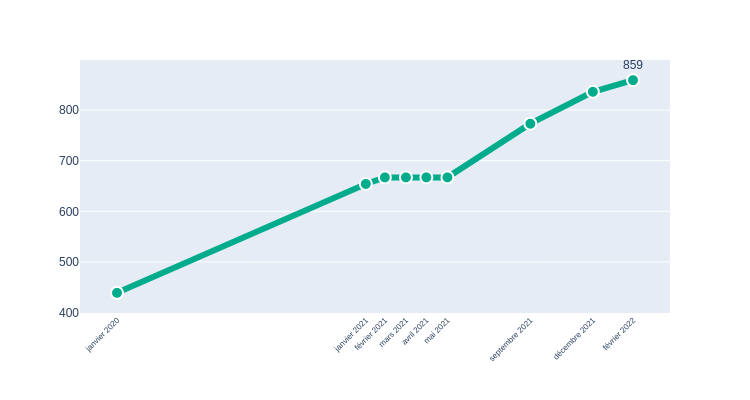 859
800
700
600
500
400
janvier 2020
janvier 2021
février 2021
mars 2021
avril 2021
mai 2021
septembre 2021
décembre 2021
février 2022